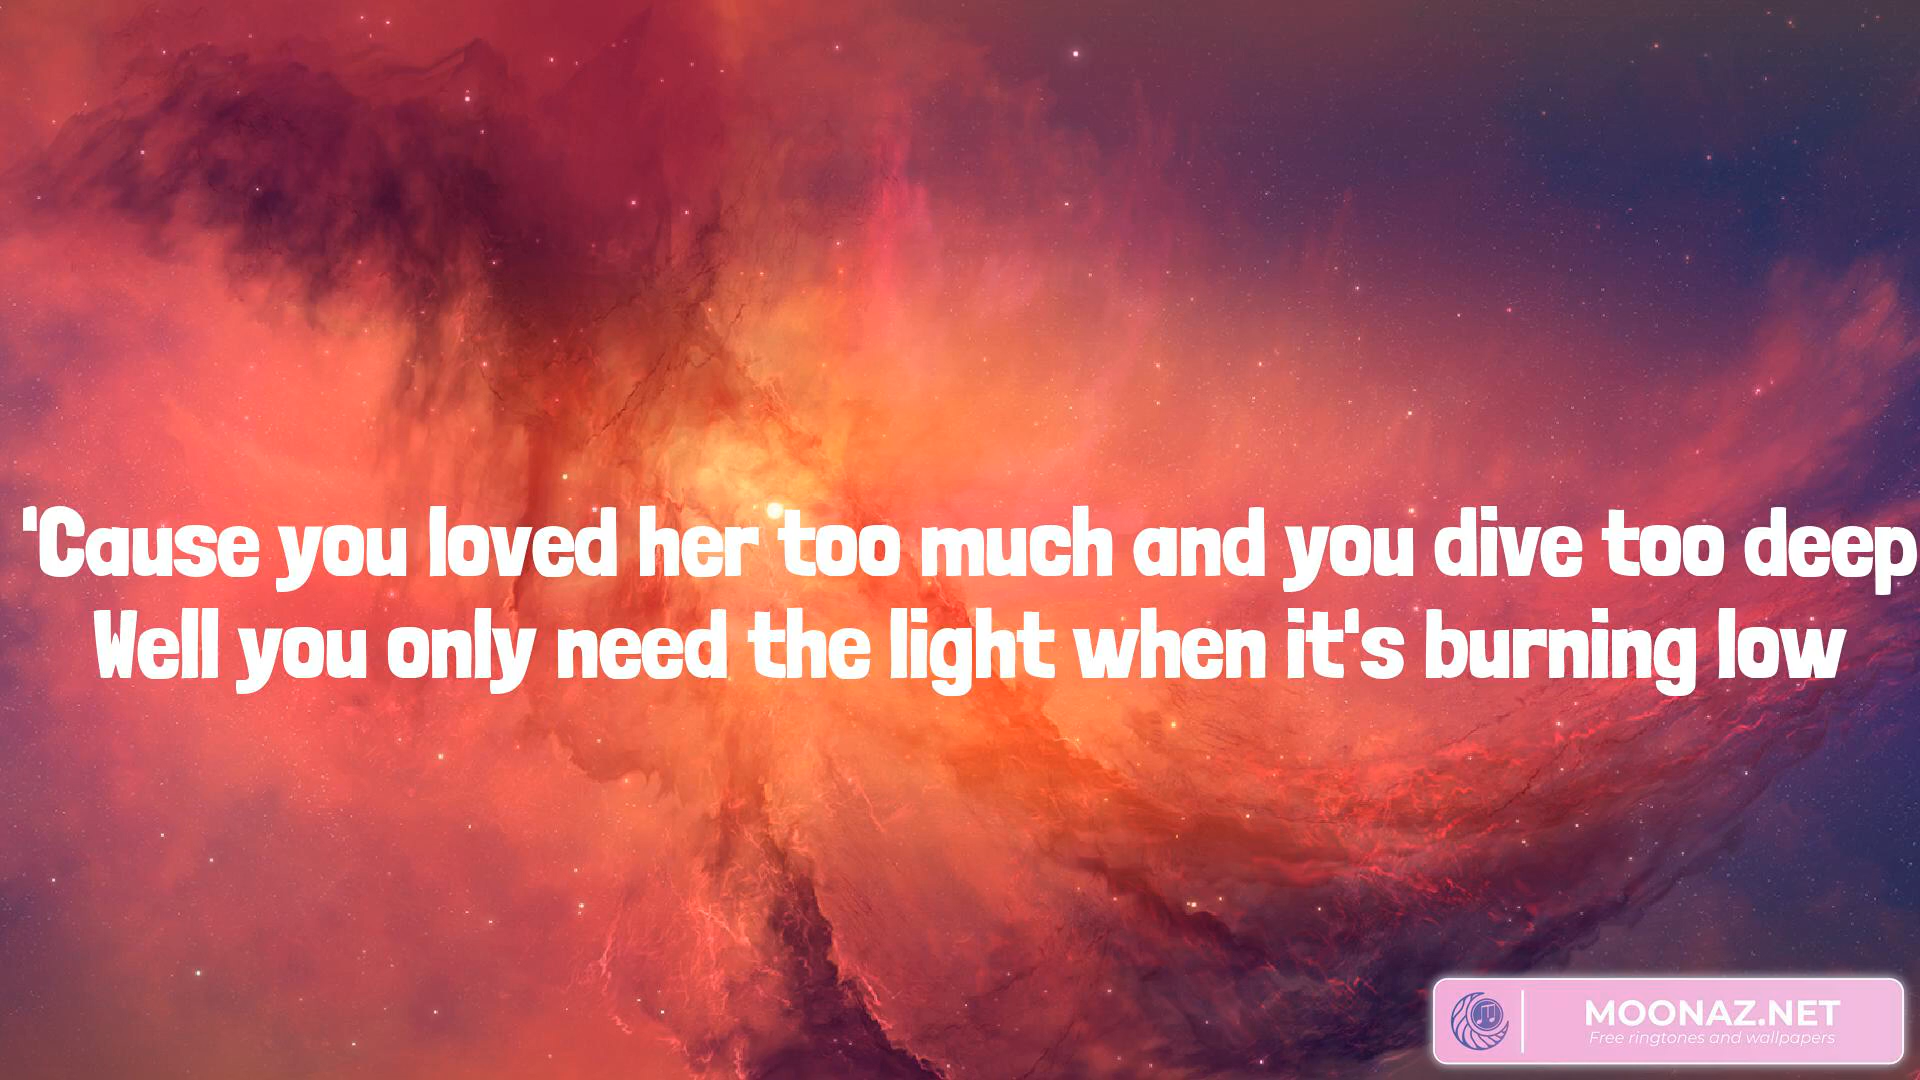 'Cause you loved her too much and you dive too deep
Well you only need the light when it's burning low
MOONAZ.NET
Free ringtones and wallpapers